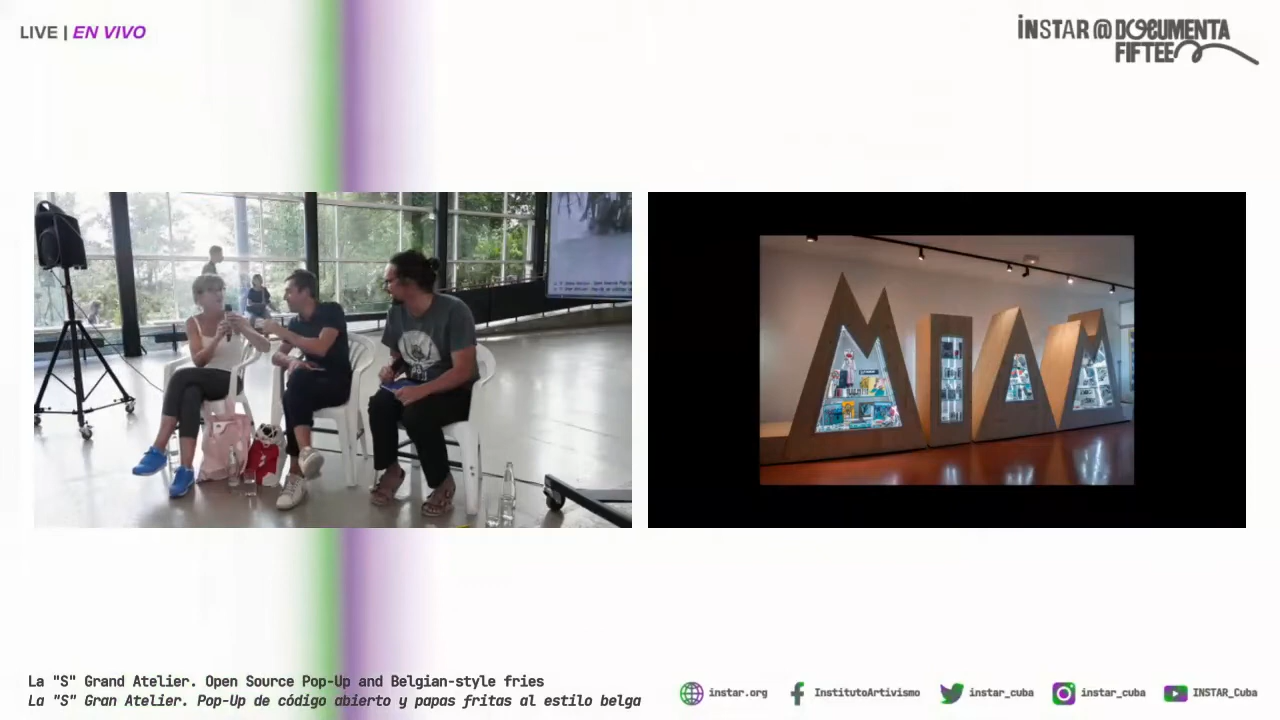 LIVE | EN VIVO
INSTAR @ DOCUMENTA
FIFTEEN
MIAM
La "S" Grand Atelier. Open Source Pop-Up and Belgian-style fries
La "S" Gran Atelier. Pop-Up de código abierto y papas fritas al estilo belga
instar.org
InstitutoArtivismo
instar_cuba
instar_cuba
INSTAR_Cuba